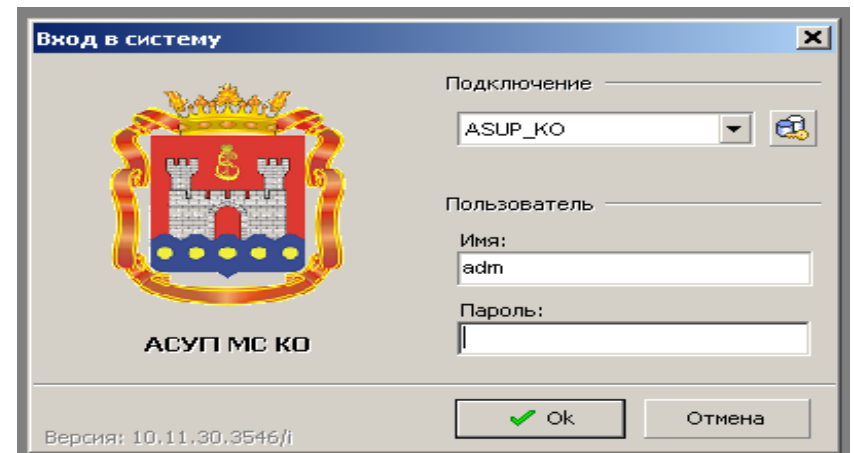 Вход в систему
Подключение
ASUP_KO
Пользователь
Имя:
adm
Пароль:
АСУП МС КО
Ok
Отмена
Версия: 10.11.30.3546/i